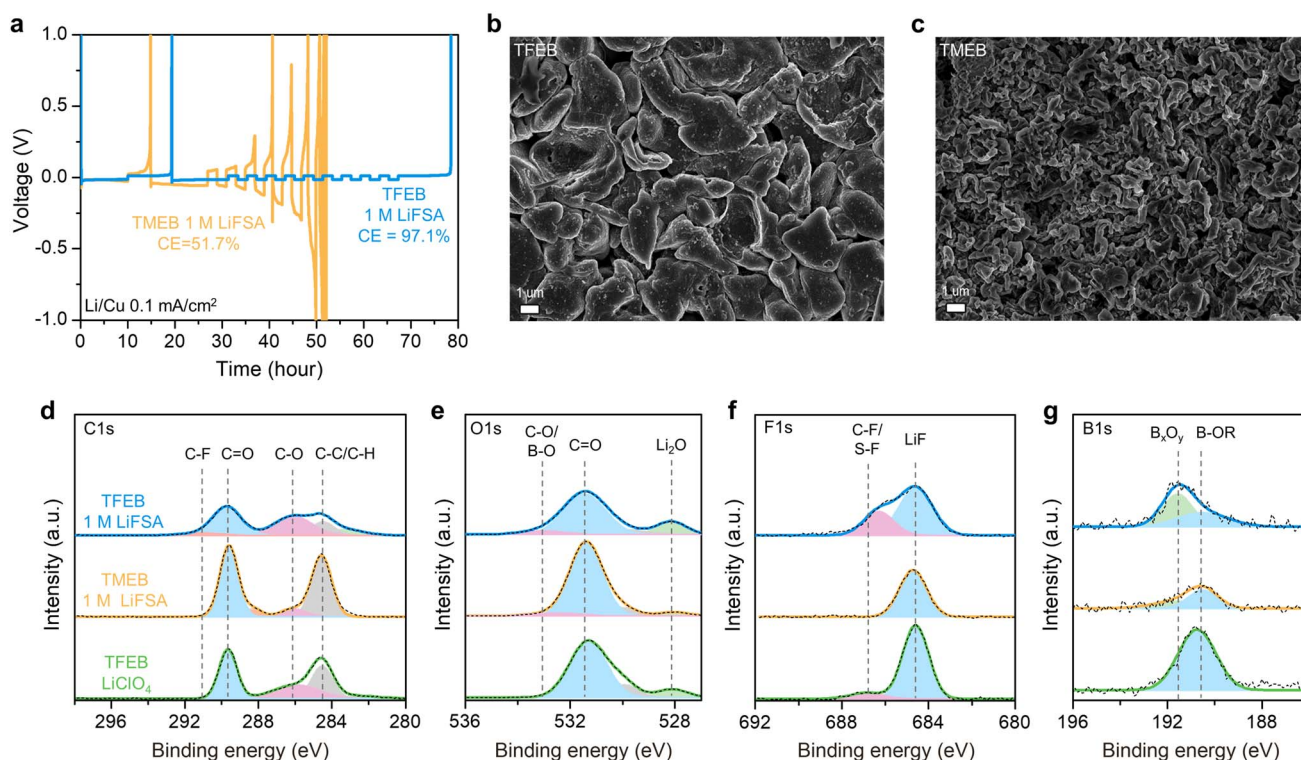 a
1.0
0.5
0.0
-0.5
-1.0
Voltage (V)
TMEB 1 M LiFSA
CE=51.7%
TFEB
1 M LiFSA
CE = 97.1%
Li/Cu 0.1 mA/cm²
0 10 20 30 40 50 60 70 80
Time (hour)
b
TFEB
1 μm
c
TMEB
1 μm
d
C1s
C-F C=O C-O C-C/C-H
TFEB
1 M LiFSA
TMEB
1 M LiFSA
TFEB
LiClO₄
Intensity (a.u.)
296 292 288 284 280
Binding energy (eV)
e
O1s
C-O/
B-O
C=O
Li₂O
Intensity (a.u.)
536 532 528
Binding energy (eV)
f
F1s
C-F/
S-F
LiF
Intensity (a.u.)
692 688 684 680
Binding energy (eV)
g
B1s
BₓOᵧ B-OR
Intensity (a.u.)
196 192 188
Binding energy (eV)